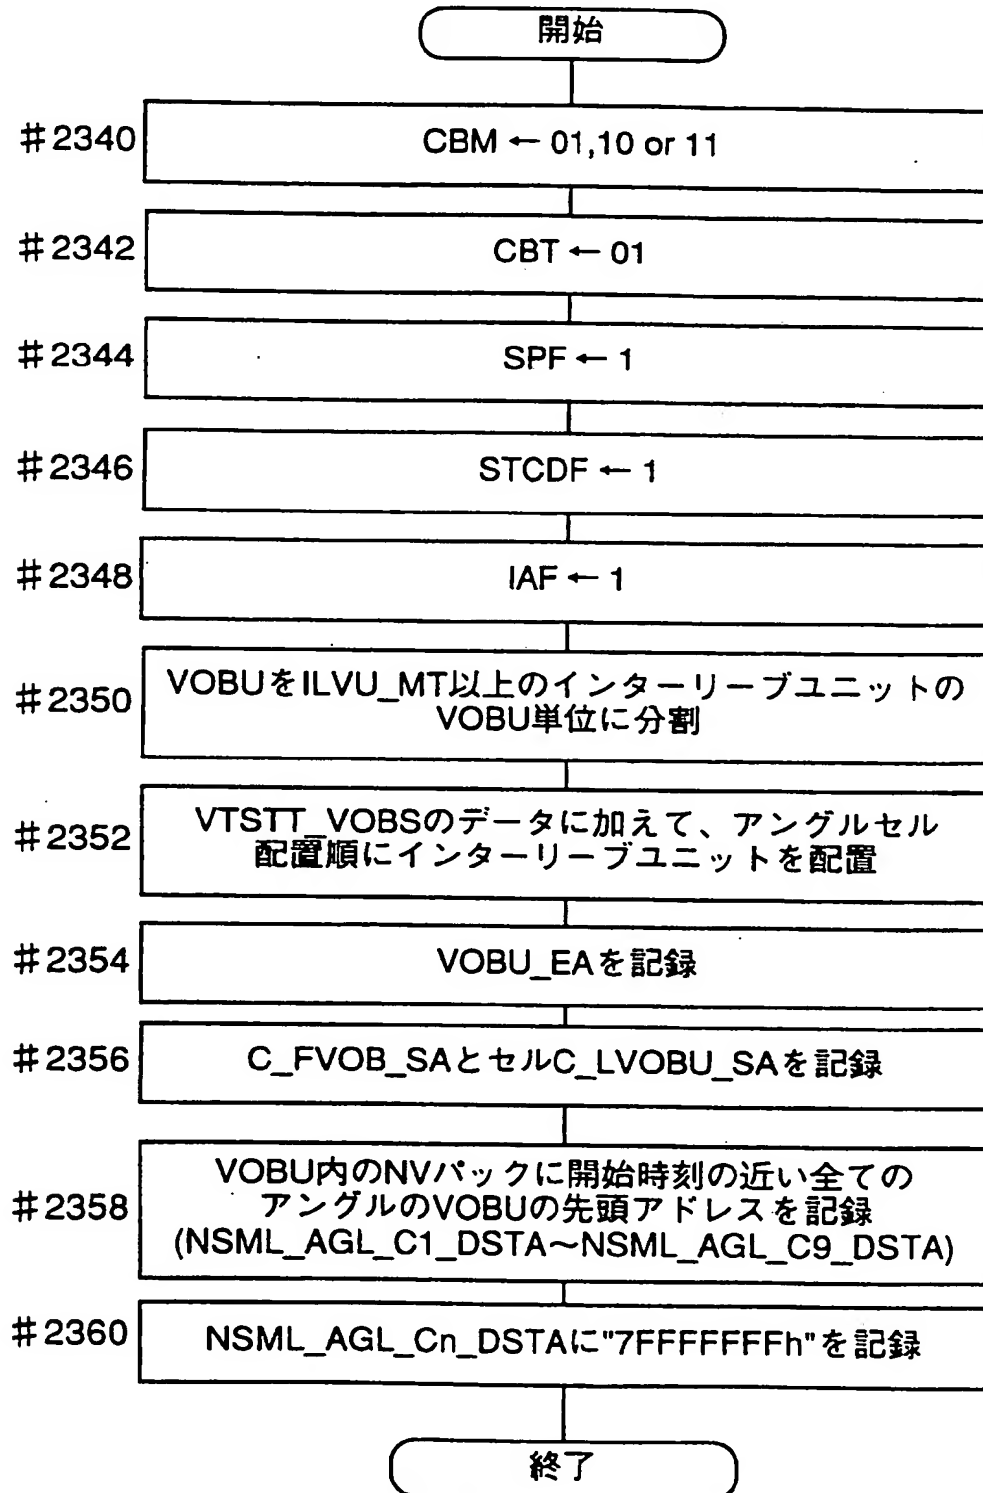 開始
#2340
CBM ← 01,10 or 11
#2342
CBT ← 01
#2344
SPF ← 1
#2346
STCDF ← 1
#2348
IAF ← 1
#2350
VOBUをILVU_MT以上のインターリーブユニットの
VOBU単位に分割
#2352
VTSTT_VOBSのデータに加えて、アングルセル
配置順にインターリーブユニットを配置
#2354
VOBU_EAを記録
#2356
C_FVOB_SAとセルC_LVOBU_SAを記録
#2358
VOBU内のNVパックに開始時刻の近い全ての
アングルのVOBUの先頭アドレスを記録
(NSML_AGL_C1_DSTA～NSML_AGL_C9_DSTA)
#2360
NSML_AGL_Cn_DSTAに"7FFFFFFFh"を記録
終了